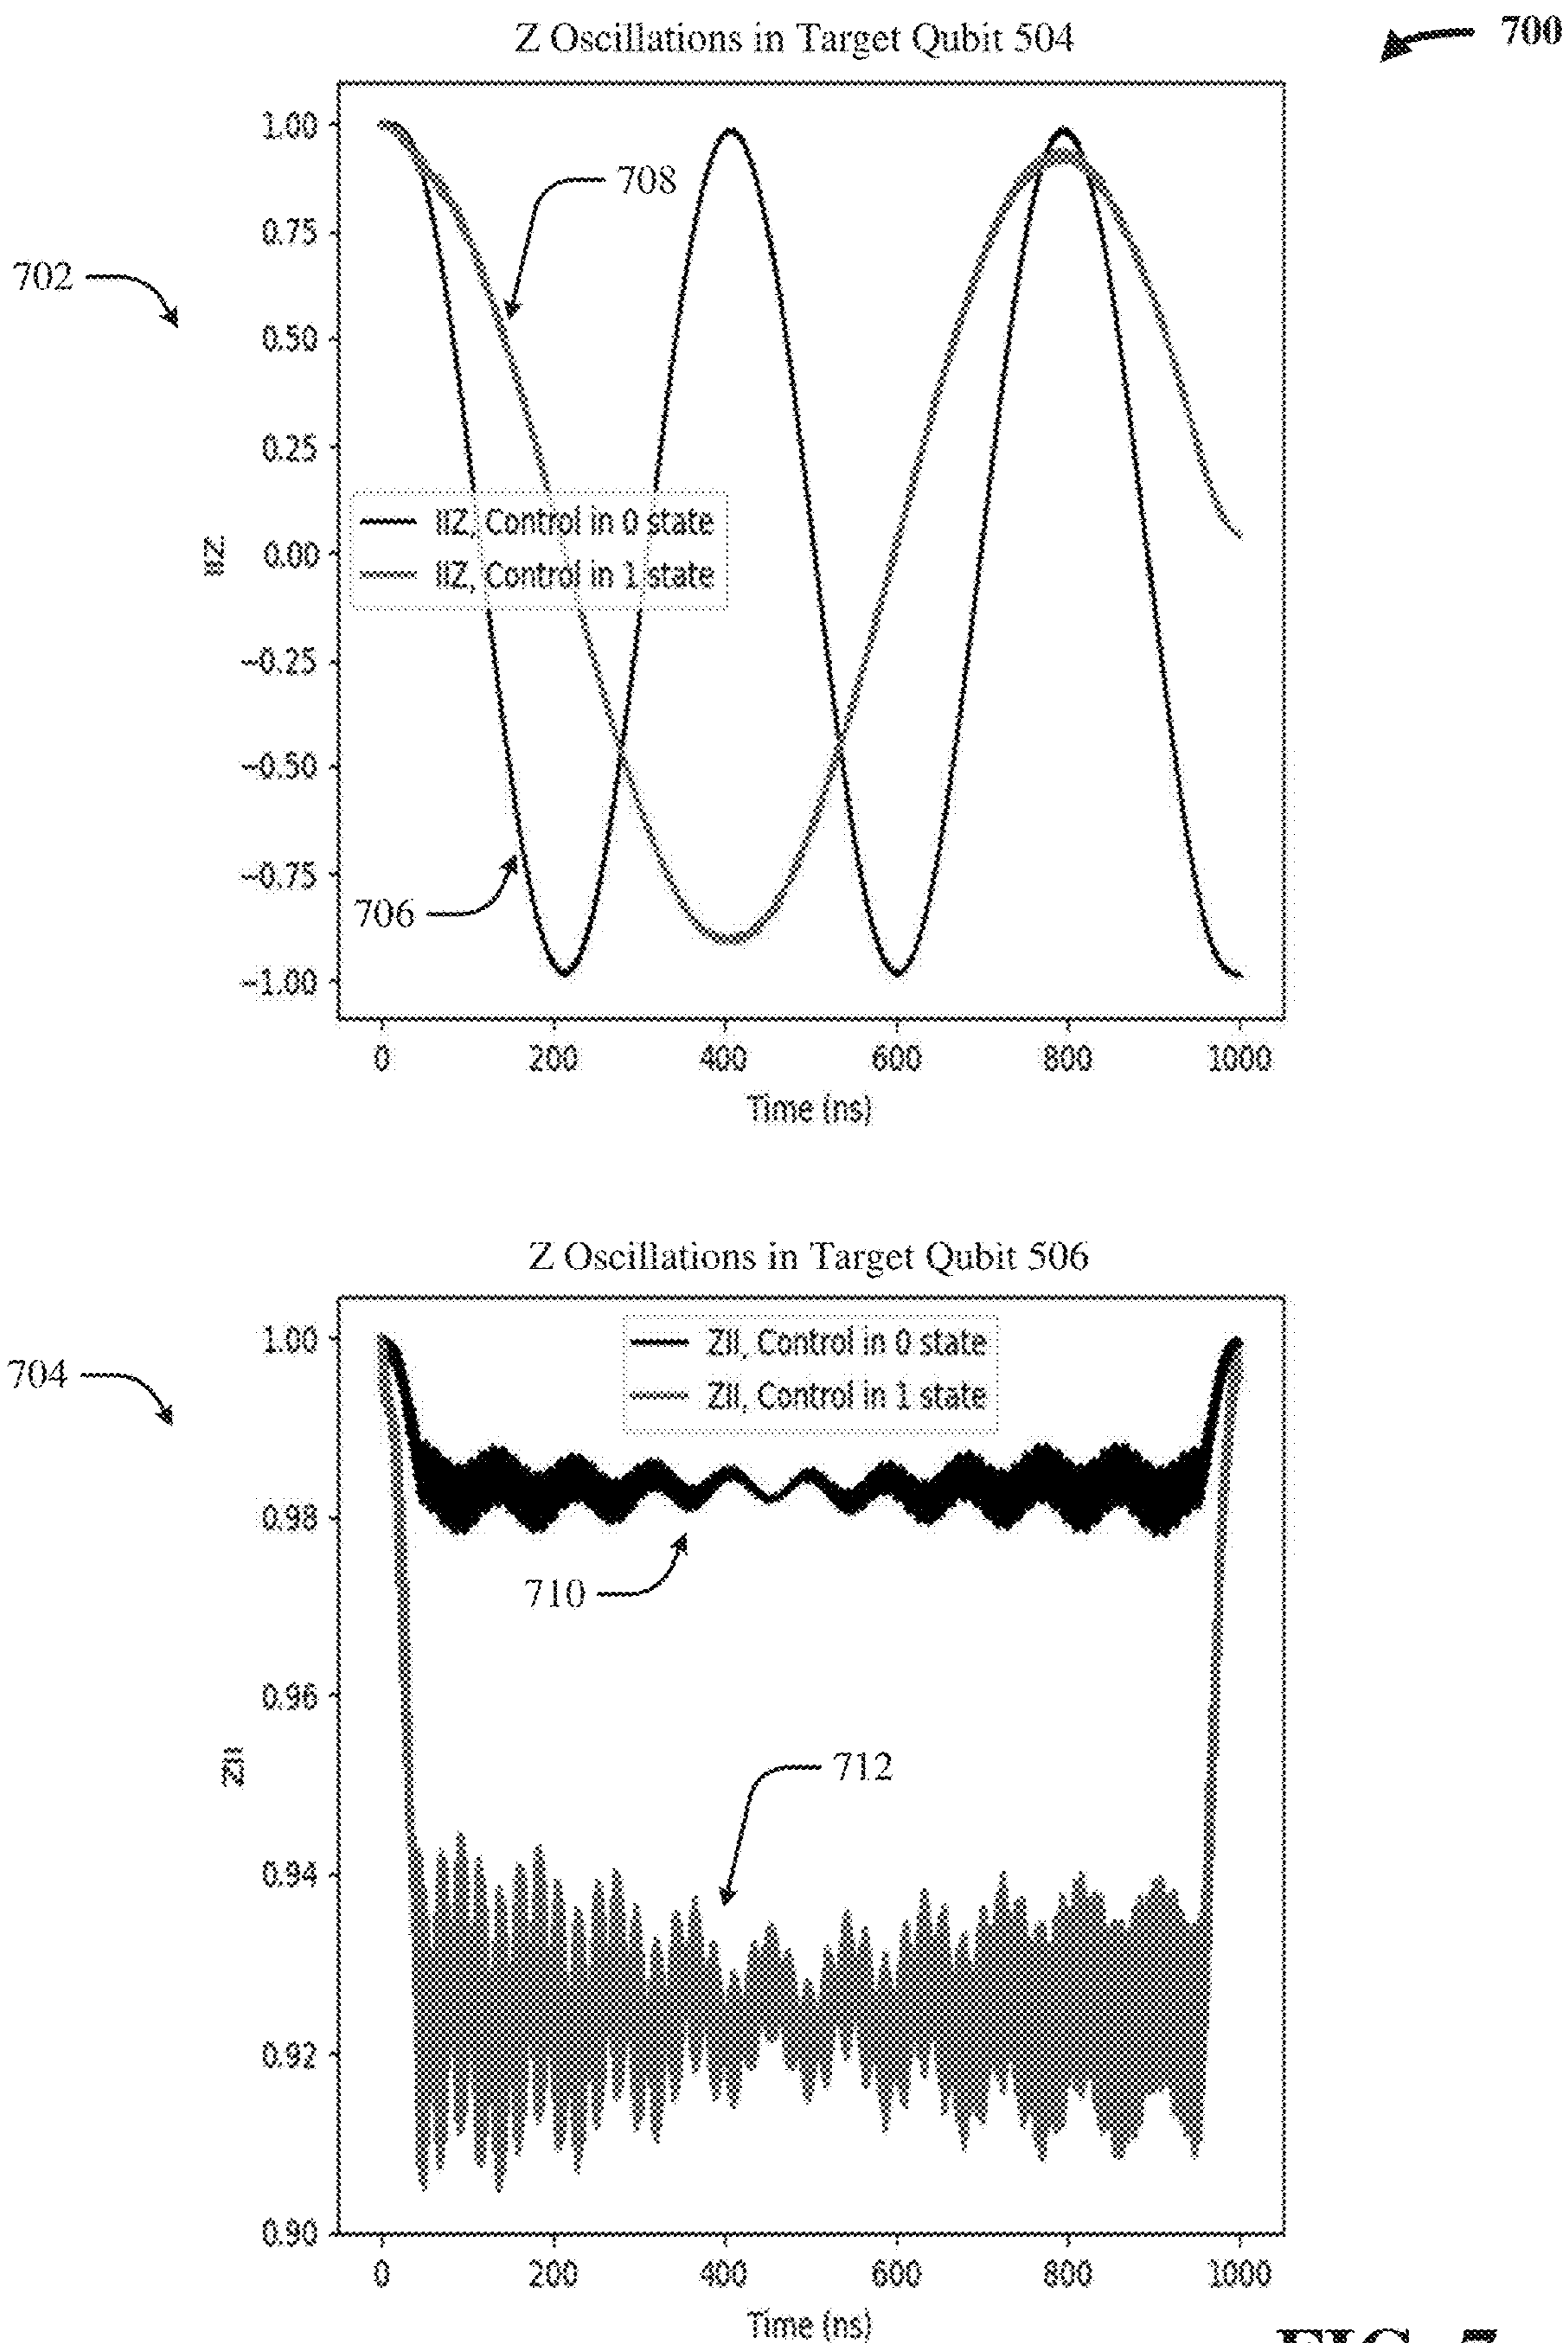 Z Oscillations in Target Qubit 504
700
702
708
706
1.00
0.75
0.50
0.25
0.00
−0.25
−0.50
−0.75
−1.00
IIZ
IIZ, Control in 0 state
IIZ, Control in 1 state
0 200 400 600 800 1000
Time (ns)
Z Oscillations in Target Qubit 506
704
1.00
0.98
0.96
0.94
0.92
0.90
ZII
ZII, Control in 0 state
ZII, Control in 1 state
710
712
0 200 400 600 800 1000
Time (ns)